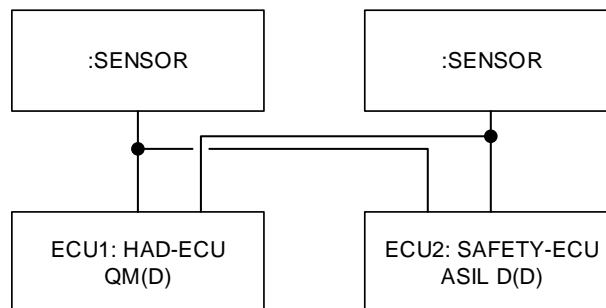 :SENSOR
:SENSOR
ECU1: HAD-ECU
QM(D)
ECU2: SAFETY-ECU
ASIL D(D)